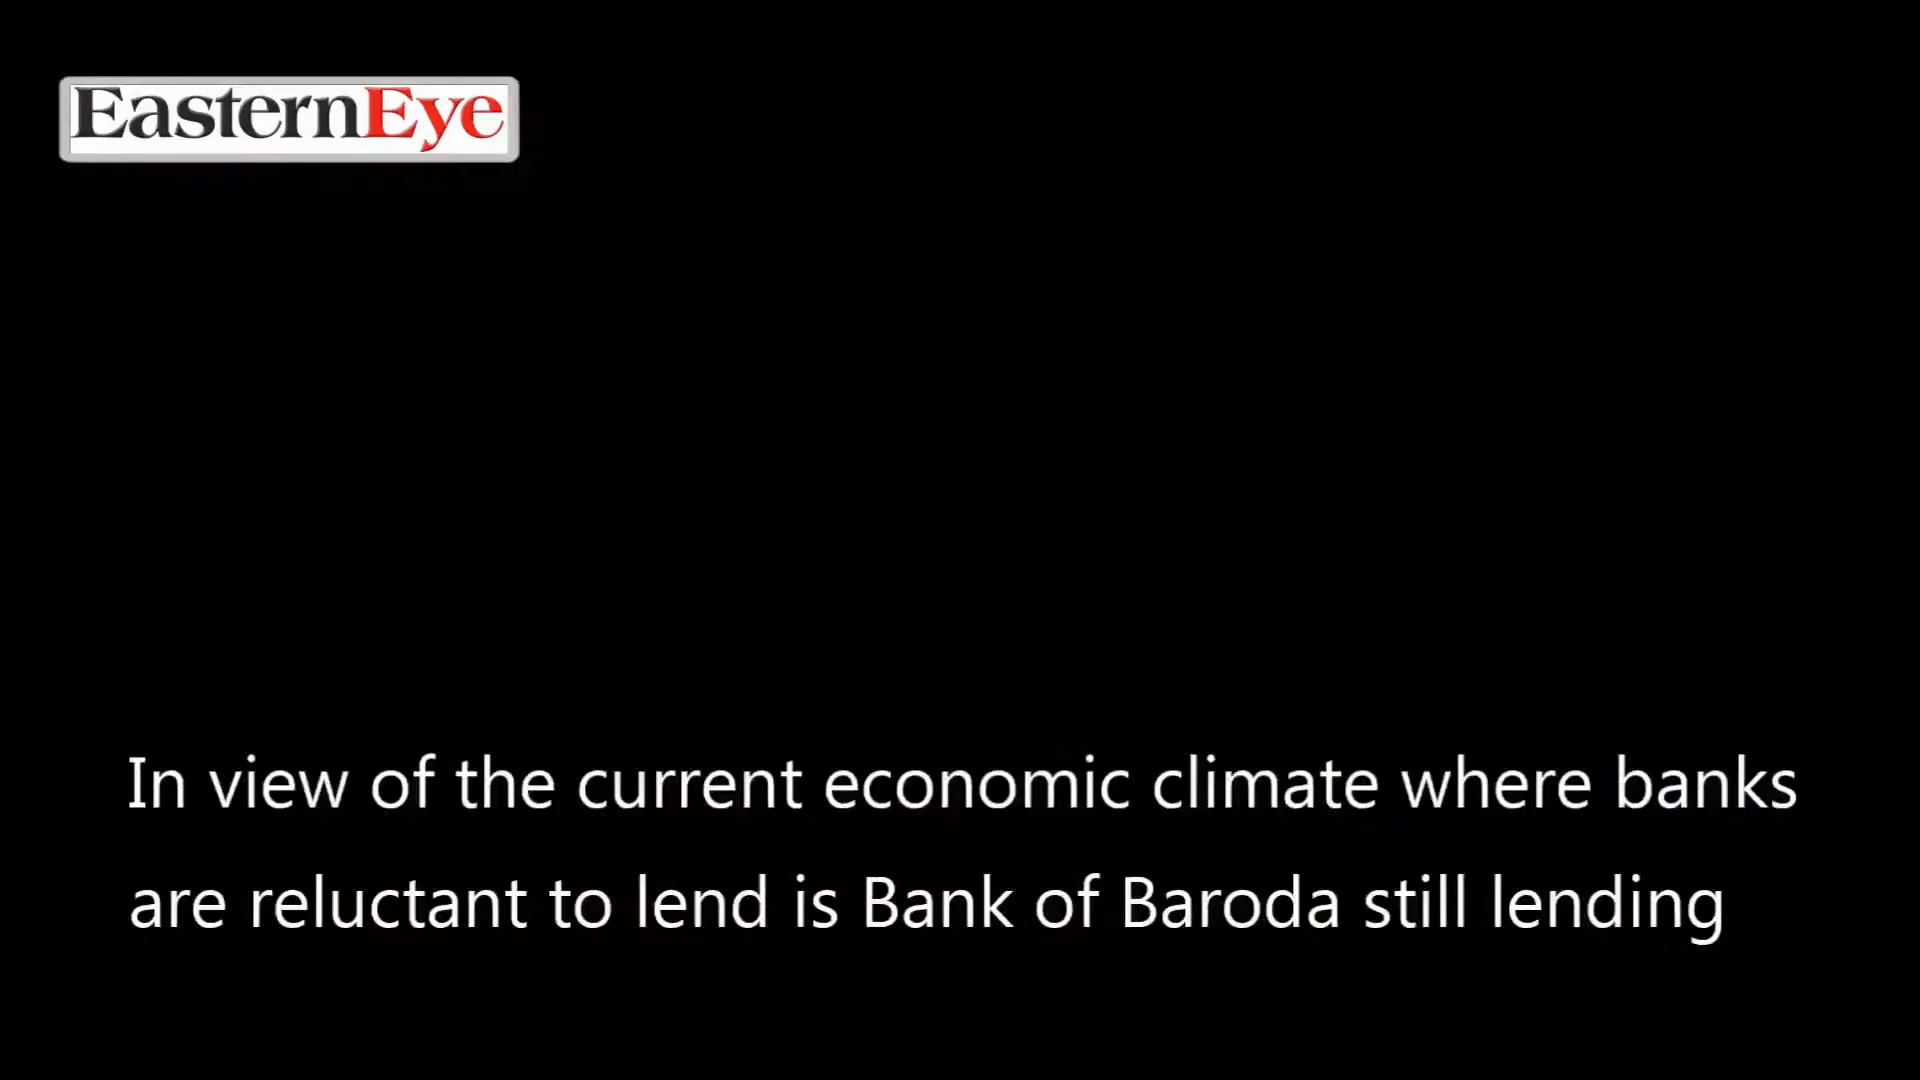 EasternEye
In view of the current economic climate where banks
are reluctant to lend is Bank of Baroda still lending